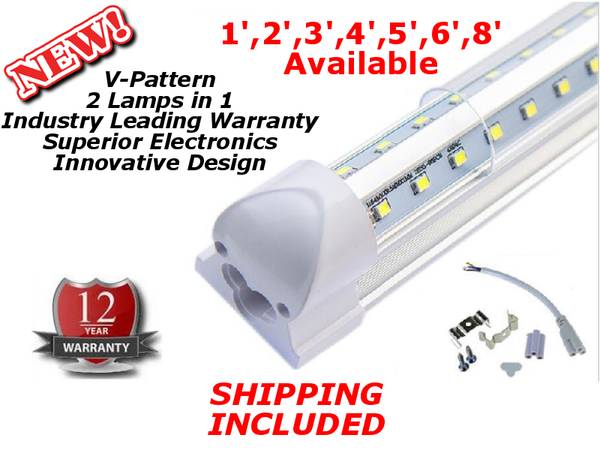 NEW!
1',2',3',4',5',6',8'
Available
V-Pattern
2 Lamps in 1
Industry Leading Warranty
Superior Electronics
Innovative Design
12
YEAR
WARRANTY
SHIPPING
INCLUDED